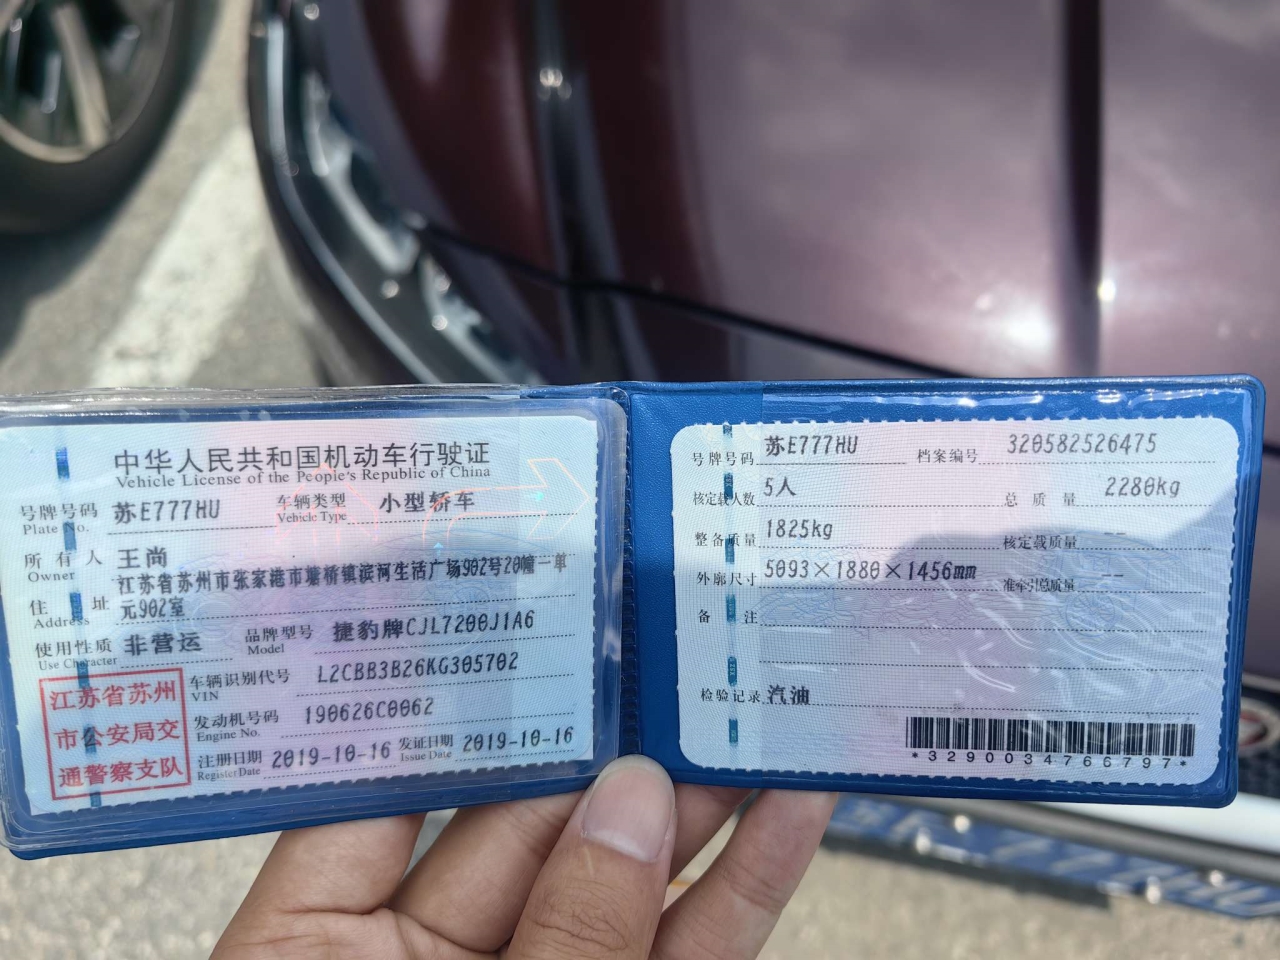 中华人民共和国机动车行驶证
Vehicle License of the People's Republic of China
号牌号码 苏E777HU 车辆类型 小型轿车
Plate No. Vehicle Type
所有人 王尚
Owner
江苏省苏州市张家港市塘桥镇滨河生活广场902号20幢一单
住址 元902室
Address
使用性质 非营运 品牌型号 捷豹牌CJL7200J1A6
Use Character Model
江苏省苏州
市公安局交
通警察支队
车辆识别代号 L2CBB3B26KG305702
VIN
发动机号码 190626C0062
Engine No.
注册日期 2019-10-16 发证日期 2019-10-16
Register Date Issue Date
号牌号码 苏E777HU 档案编号 320582526475
核定载人数 5人 总质量 2280kg
整备质量 1825kg 核定载质量 --
外廓尺寸 5093×1880×1456mm 准牵引总质量 --
备注
检验记录 汽油
*3290034766797*